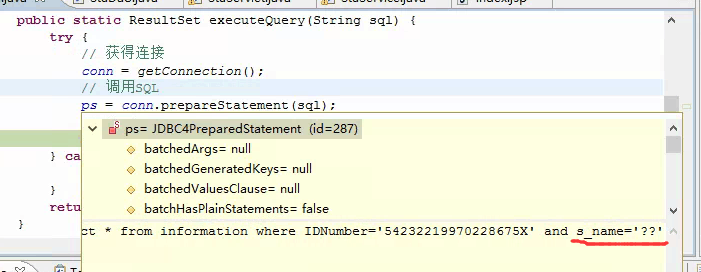 public static ResultSet executeQuery(String sql) {
try {
// 获得连接
conn = getConnection();
// 调用SQL
ps = conn.prepareStatement(sql);
ps= JDBC4PreparedStatement (id=287)
batchedArgs= null
batchedGeneratedKeys= null
batchedValuesClause= null
batchHasPlainStatements= false
} ca
}
retu
ct * from information where IDNumber='54232219970228675X' and s_name='??'
}